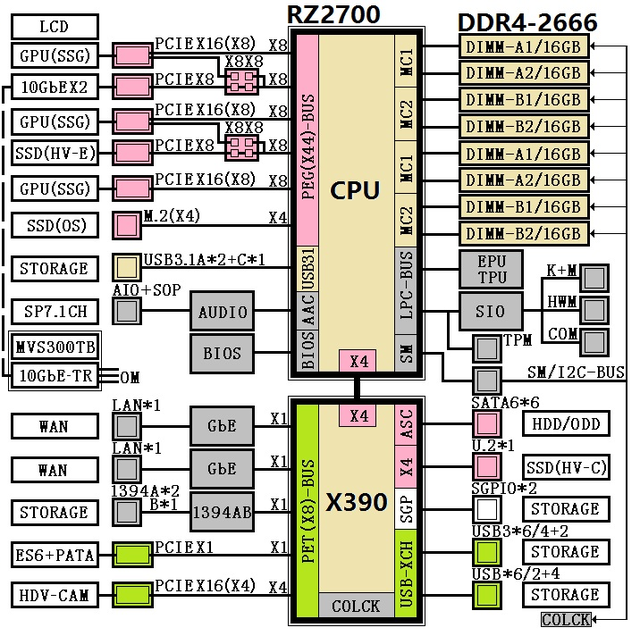 RZ2700
DDR4-2666
LCD
GPU(SSG)
PCIEX16(X8)
X8
X8X8
10GbEX2
PCIEX8
X8
GPU(SSG)
PCIEX16(X8)
X8
X8X8
SSD(HV-E)
PCIEX8
X8
GPU(SSG)
PCIEX16(X8)
X8
SSD(OS)
M.2(X4)
X4
STORAGE
USB3.1A*2+C*1
SP7.1CH
AIO+SOP
AUDIO
BIOS
MVS300TB
10GbE-TR
OM
PEG(X44)-BUS
USB31
AAC
BIOS
CPU
X4
MC1
MC2
MC1
MC2
LPC-BUS
SM
DIMM-A1/16GB
DIMM-A2/16GB
DIMM-B1/16GB
DIMM-B2/16GB
DIMM-A1/16GB
DIMM-A2/16GB
DIMM-B1/16GB
DIMM-B2/16GB
EPU
TPU
SIO
K+M
HWM
COM
TPM
SM/I2C-BUS
WAN
LAN*1
GbE
X1
WAN
LAN*1
GbE
X1
STORAGE
1394A*2
B*1
1394AB
X1
ES6+PATA
PCIEX1
X1
HDV-CAM
PCIEX16(X4)
X4
X4
PET(X8)-BUS
X390
COLCK
ASC
X4
SGP
USB-XCH
SATA6*6
HDD/ODD
U.2*1
SSD(HV-C)
SGPIO*2
STORAGE
USB3*6/4+2
STORAGE
USB*6/2+4
STORAGE
COLCK